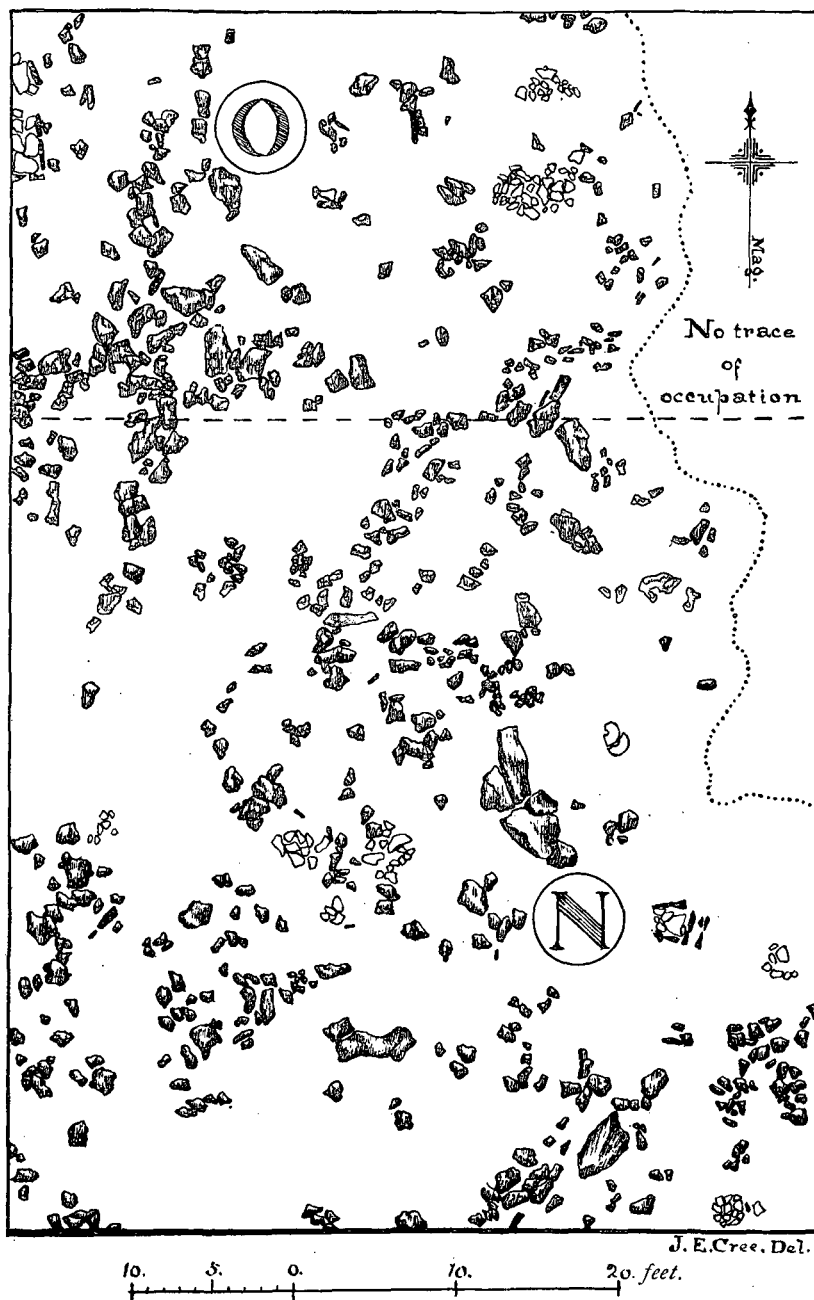 O
Mag.
No trace
of
occupation
N
J. E. Cree. Del.
10. 5. 0. 10. 20. feet.